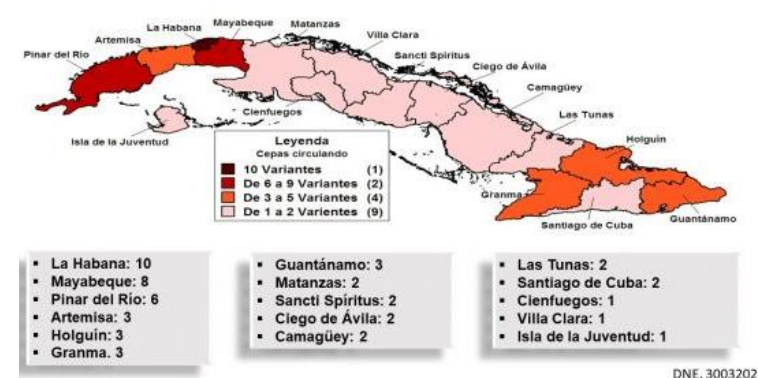 La Habana
Mayabeque
Matanzas
Artemisa
Villa Clara
Pinar del Río
Sancti Spíritus
Ciego de Ávila
Camagüey
Cienfuegos
Las Tunas
Isla de la Juventud
Holguín
Leyenda
Cepas circulando
10 Variantes (1)
De 6 a 9 Variantes (2)
De 3 a 5 Variantes (4)
De 1 a 2 Varientes (9)
Granma
Guantánamo
Santiago de Cuba
▪ La Habana: 10
▪ Mayabeque: 8
▪ Pinar del Río: 6
▪ Artemisa: 3
▪ Holguín: 3
▪ Granma. 3
▪ Guantánamo: 3
▪ Matanzas: 2
▪ Sancti Spíritus: 2
▪ Ciego de Ávila: 2
▪ Camagüey: 2
▪ Las Tunas: 2
▪ Santiago de Cuba: 2
▪ Cienfuegos: 1
▪ Villa Clara: 1
▪ Isla de la Juventud: 1
DNE. 3003202